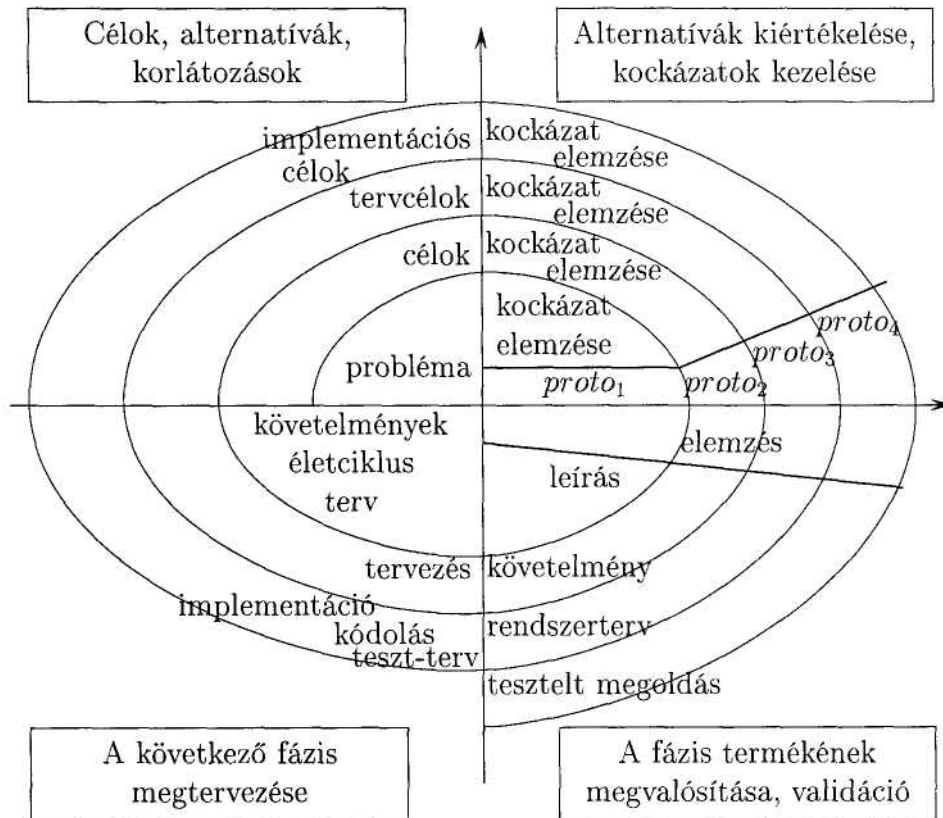 Célok, alternatívák,
korlátozások
Alternatívák kiértékelése,
kockázatok kezelése
implementációs
célok
kockázat
elemzése
tervcélok
kockázat
elemzése
célok
kockázat
elemzése
kockázat
elemzése
probléma
proto₁
proto₂
proto₃
proto₄
követelmények
életciklus
terv
elemzés
leírás
tervezés
követelmény
implementáció
kódolás
teszt-terv
rendszerterv
tesztelt megoldás
A következő fázis
megtervezése
A fázis termékének
megvalósítása, validáció